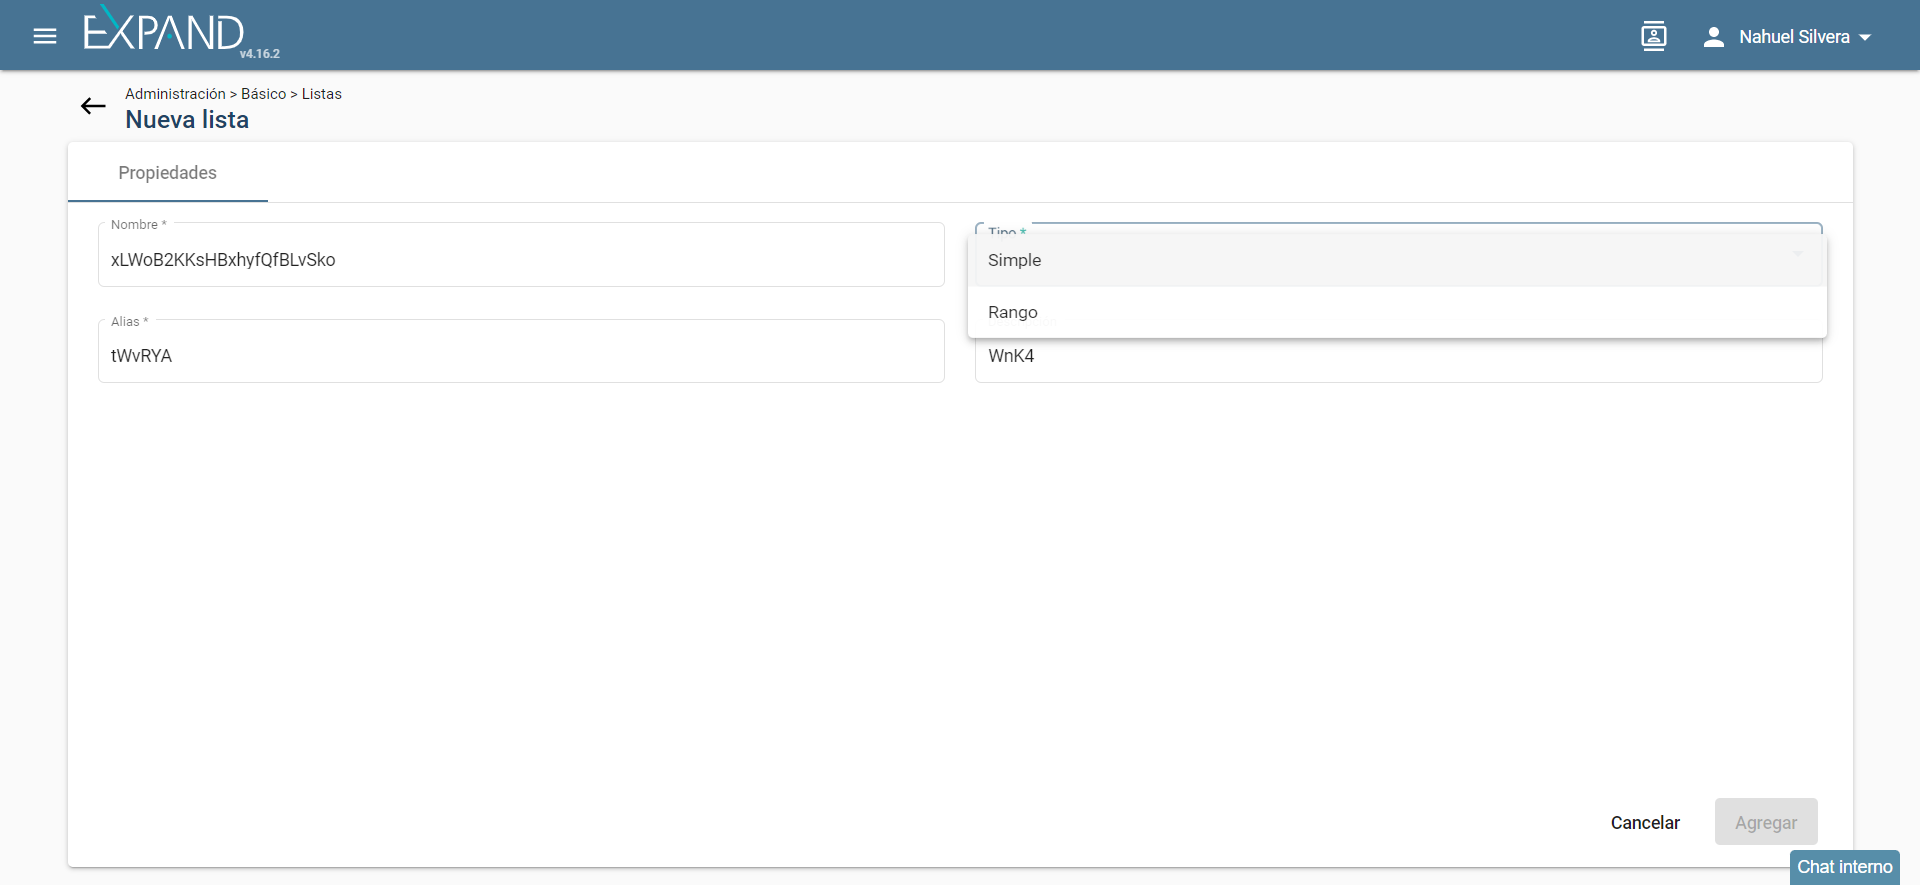 EXPAND
v4.16.2
Nahuel Silvera
Administración > Básico > Listas
Nueva lista
Propiedades
Nombre *
xLWoB2KKsHBxhyfQfBLvSko
Tipo *
Simple
Rango
Alias *
tWvRYA
WnK4
Cancelar
Agregar
Chat interno